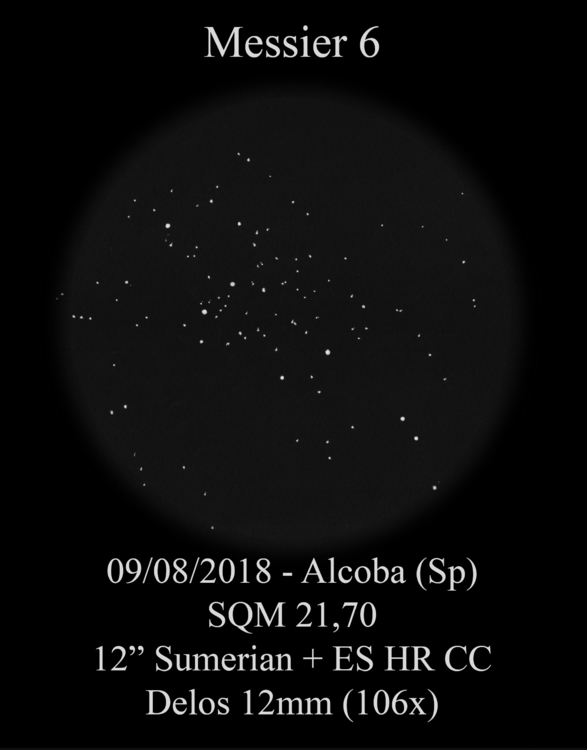 Messier 6
09/08/2018 - Alcoba (Sp)
SQM 21,70
12” Sumerian + ES HR CC
Delos 12mm (106x)